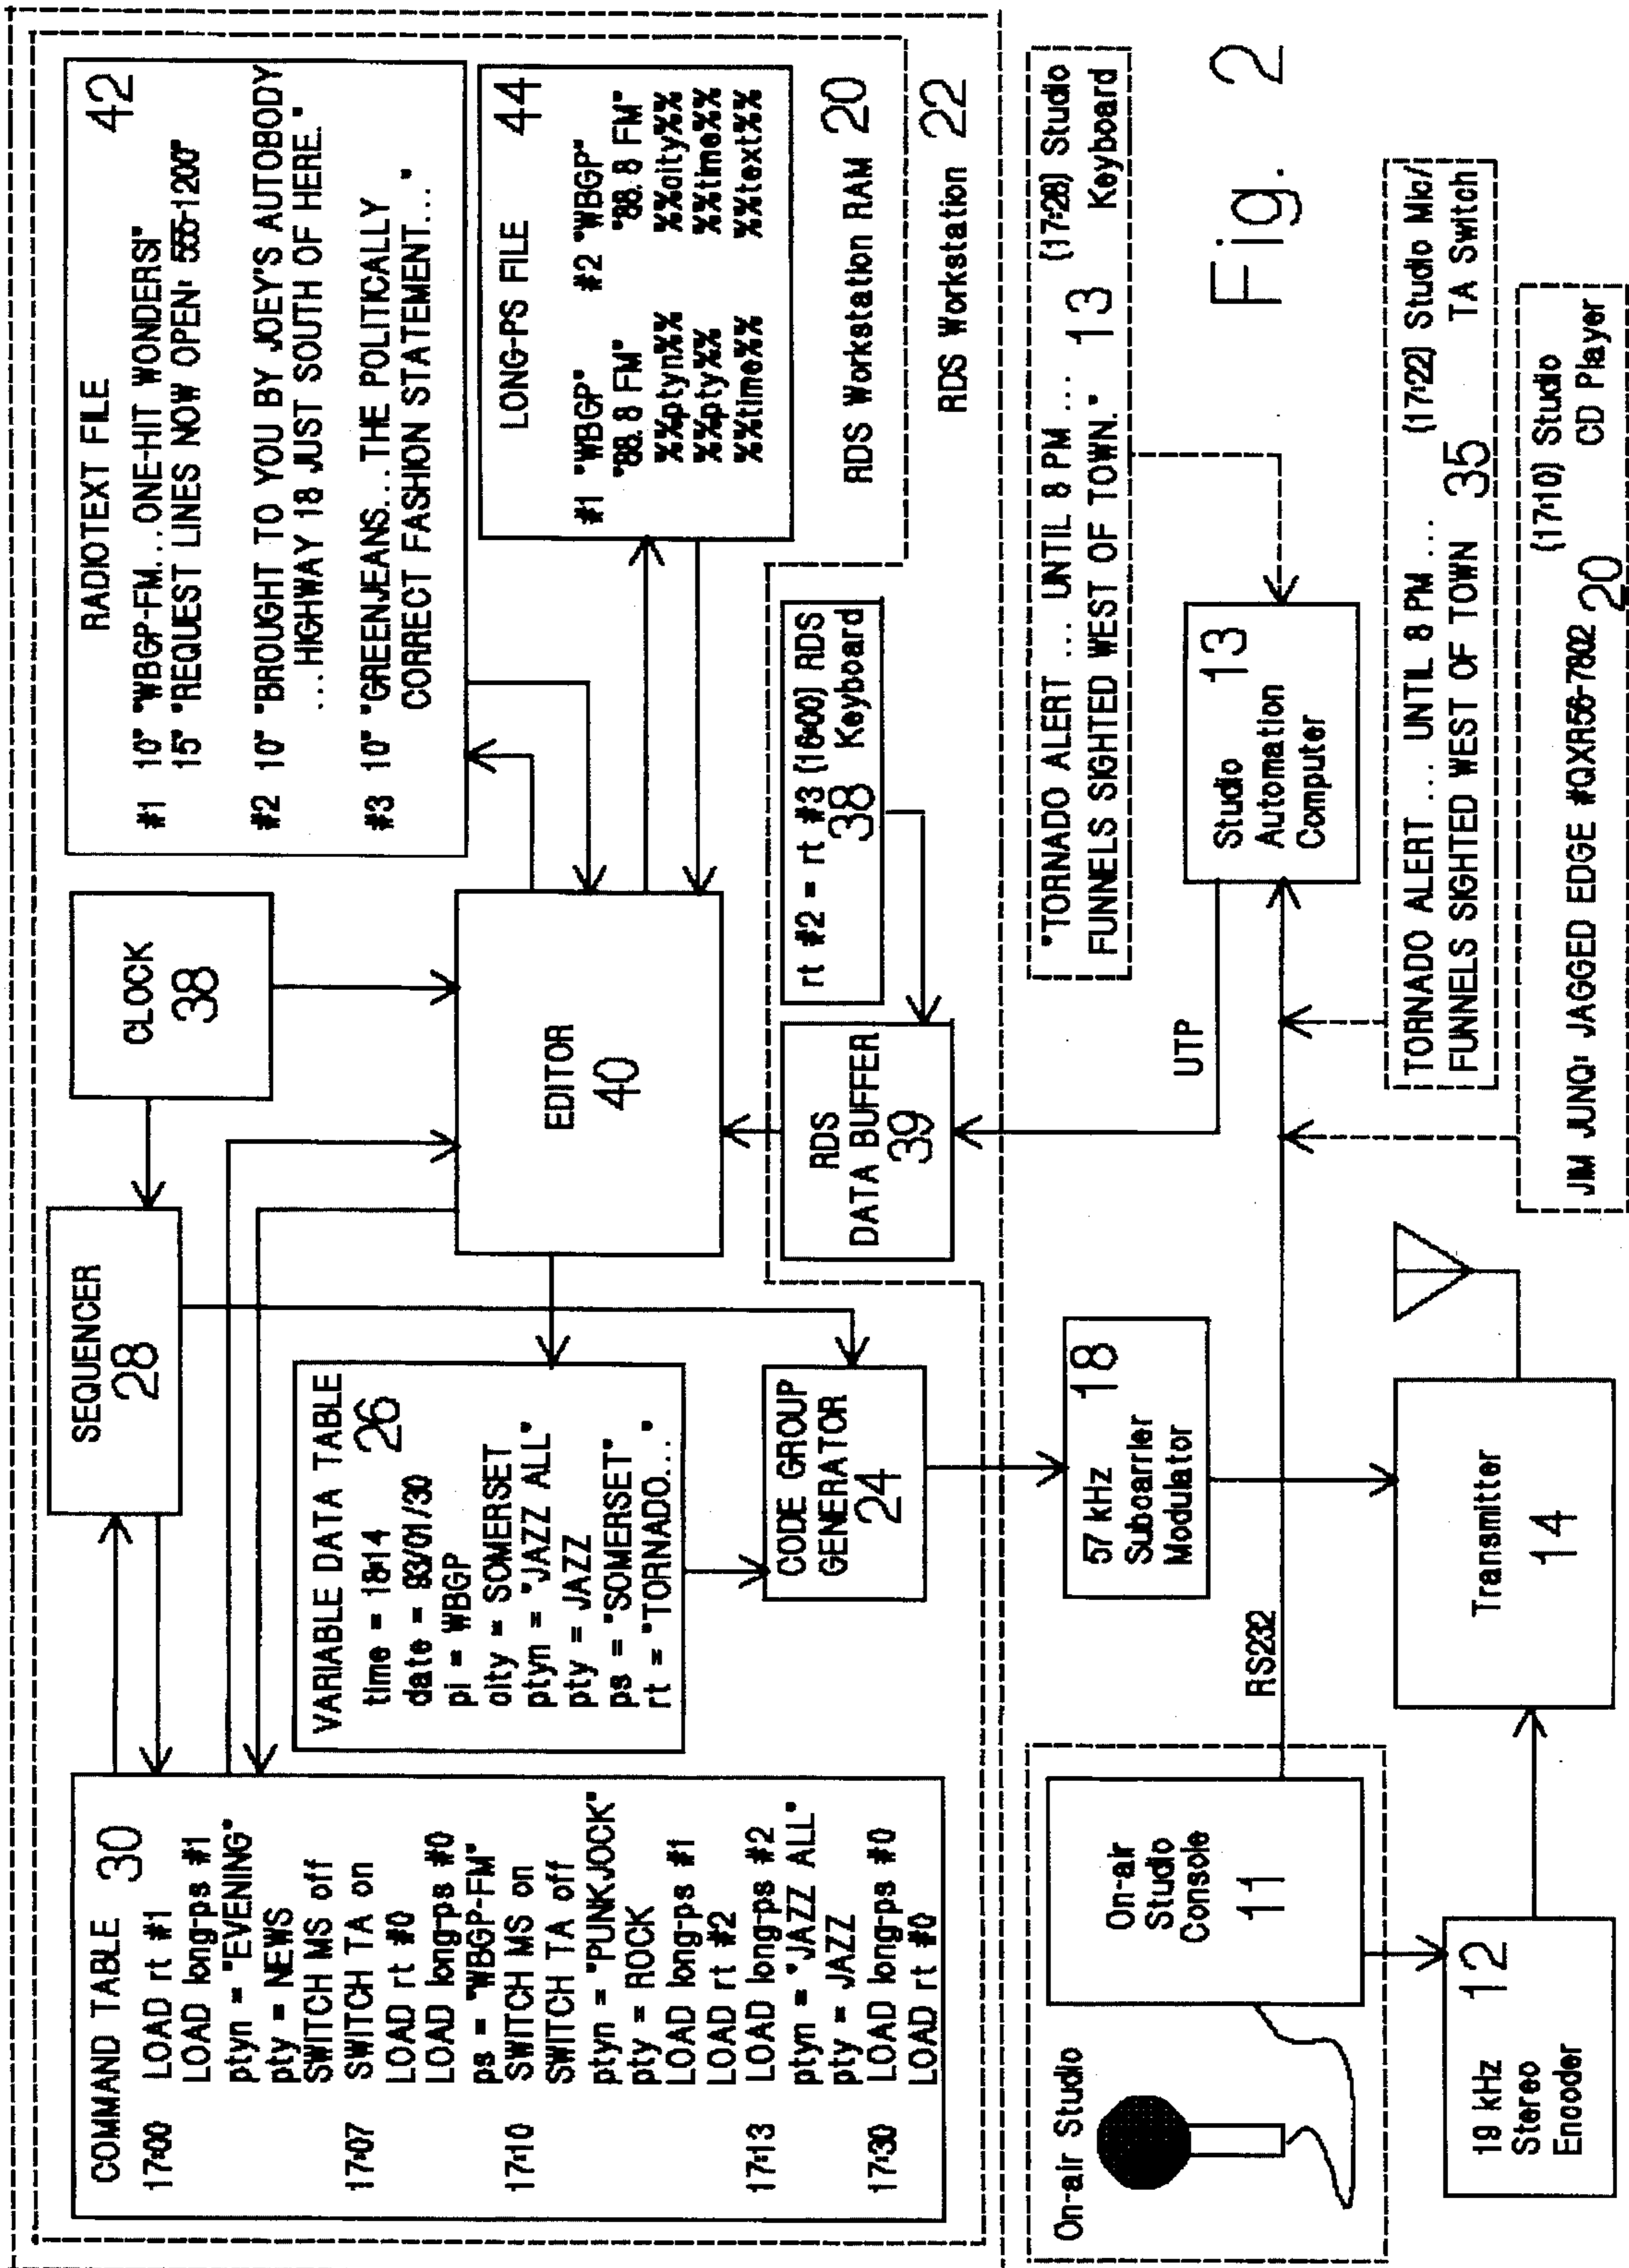 COMMAND TABLE 30
17:00 LOAD rt #1
LOAD long-ps #1
ptyn = "EVENING"
pty = NEWS
SWITCH MS off
17:07 SWITCH TA on
LOAD rt #0
LOAD long-ps #0
ps = "WBGP-FM"
17:10 SWITCH MS on
SWITCH TA off
ptyn = "PUNKJOCK"
pty = ROCK
LOAD long-ps #1
LOAD rt #2
17:13 LOAD long-ps #2
ptyn = "JAZZ ALL"
pty = JAZZ
17:30 LOAD long-ps #0
LOAD rt #0
SEQUENCER
28
CLOCK
38
VARIABLE DATA TABLE
26
time = 18:14
date = 93/01/30
pi = WBGP
city = SOMERSET
ptyn = "JAZZ ALL"
pty = JAZZ
ps = "SOMERSET"
rt = "TORNADO..."
EDITOR
40
CODE GROUP
GENERATOR
24
RADIOTEXT FILE 42
#1 10" "WBGP-FM...ONE-HIT WONDERS!"
15" "REQUEST LINES NOW OPEN: 555-1200"
#2 10" "BROUGHT TO YOU BY JOEY'S AUTOBODY
...HIGHWAY 18 JUST SOUTH OF HERE."
#3 10" "GREENJEANS...THE POLITICALLY
CORRECT FASHION STATEMENT..."
LONG-PS FILE 44
#1 "WBGP" #2 "WBGP"
"88.8 FM" "88.8 FM"
%%ptyn%% %%city%%
%%pty%% %%time%%
%%time%% %%text%%
RDS Workstation RAM 20
RDS Workstation 22
RDS
DATA BUFFER
39
rt #2 = rt #3 (16:00) RDS
38 Keyboard
"TORNADO ALERT ... UNTIL 8 PM ... (17:28) Studio
FUNNELS SIGHTED WEST OF TOWN." 13 Keyboard
57 kHz 18
Subcarrier
Modulator
UTP
Studio 13
Automation
Computer
RS232
On-air Studio
On-air
Studio
Console
11
TORNADO ALERT ... UNTIL 8 PM ... (17:22) Studio Mic/
FUNNELS SIGHTED WEST OF TOWN 35 TA Switch
19 kHz 12
Stereo
Encoder
Transmitter
14
(17:10) Studio
JIM JUNQ: JAGGED EDGE #QXR56-7802 20 CD Player
Fig. 2